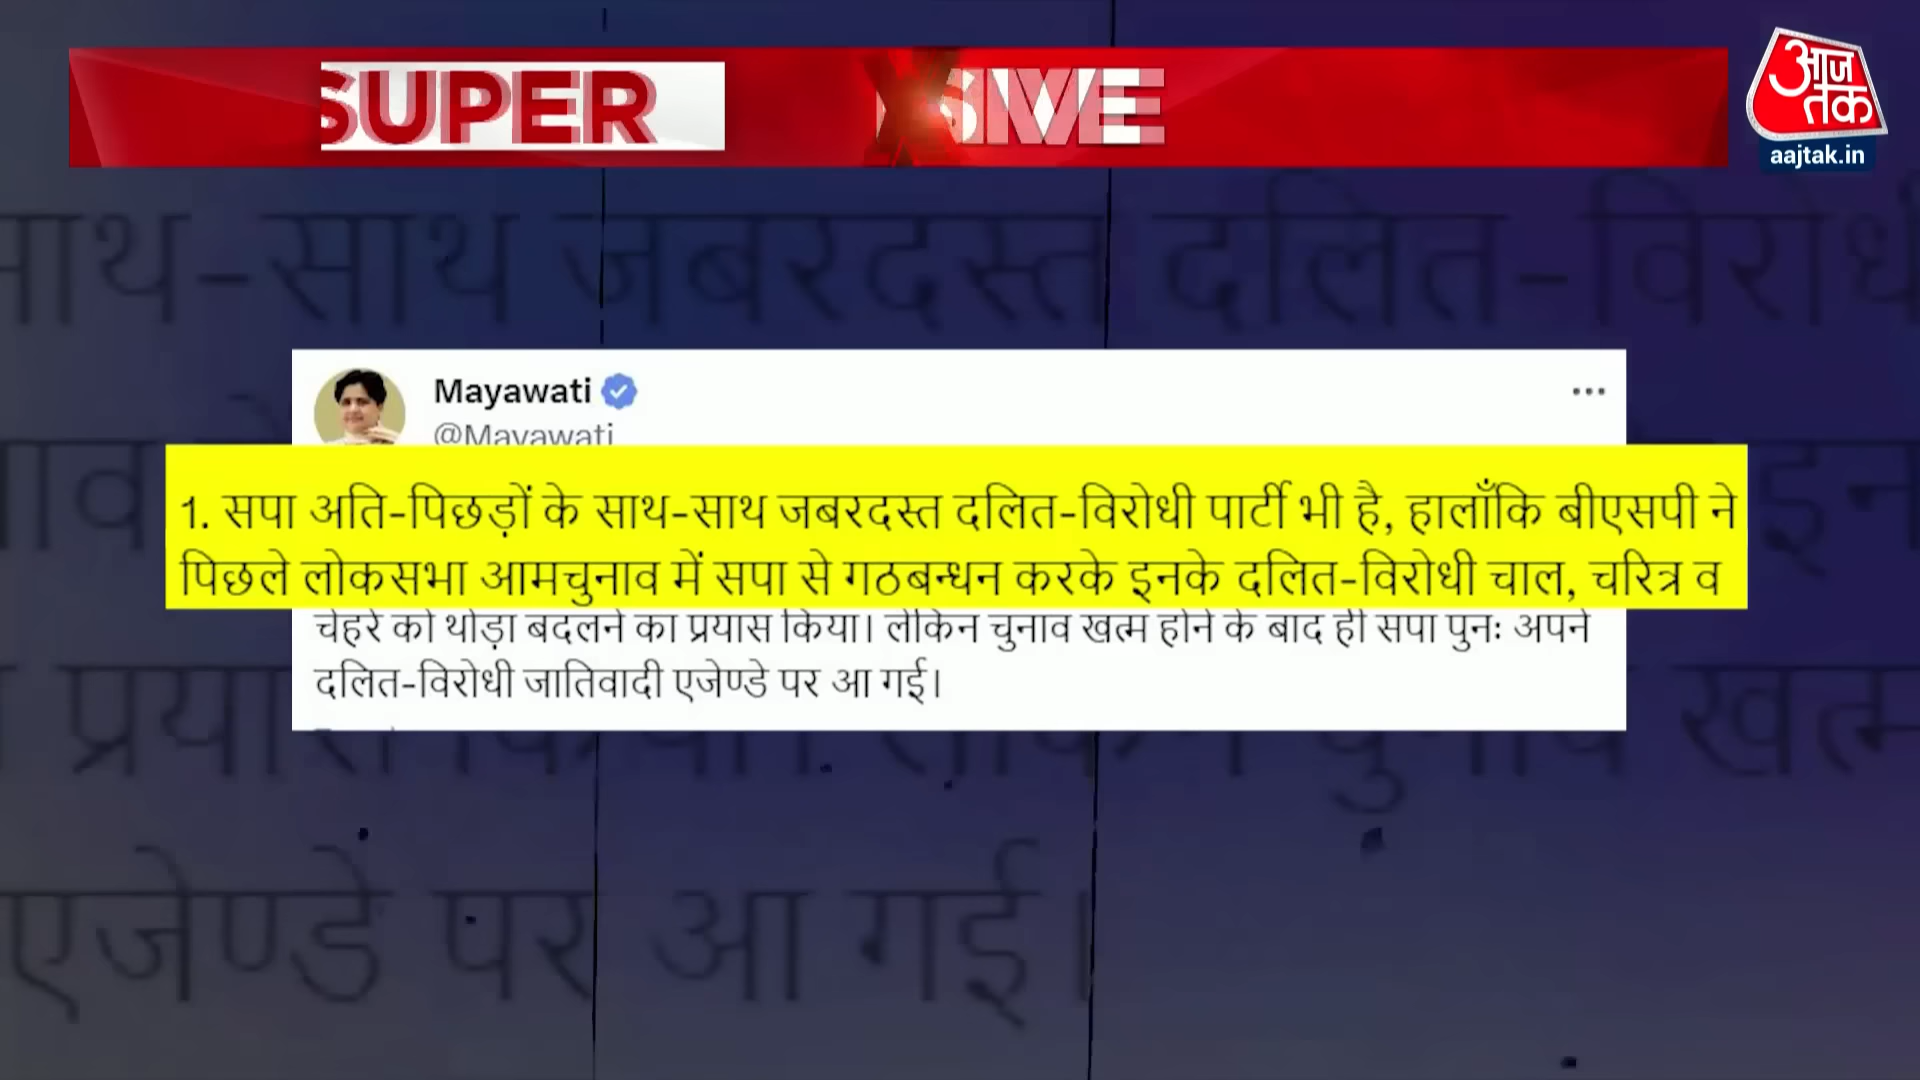 SUPER
आज तक
aajtak.in
Mayawati
@Mayawati
1. सपा अति-पिछड़ों के साथ-साथ जबरदस्त दलित-विरोधी पार्टी भी है, हालाँकि बीएसपी ने
पिछले लोकसभा आमचुनाव में सपा से गठबन्धन करके इनके दलित-विरोधी चाल, चरित्र व
चेहरे को थोड़ा बदलने का प्रयास किया। लेकिन चुनाव खत्म होने के बाद ही सपा पुनः अपने
दलित-विरोधी जातिवादी एजेण्डे पर आ गई।